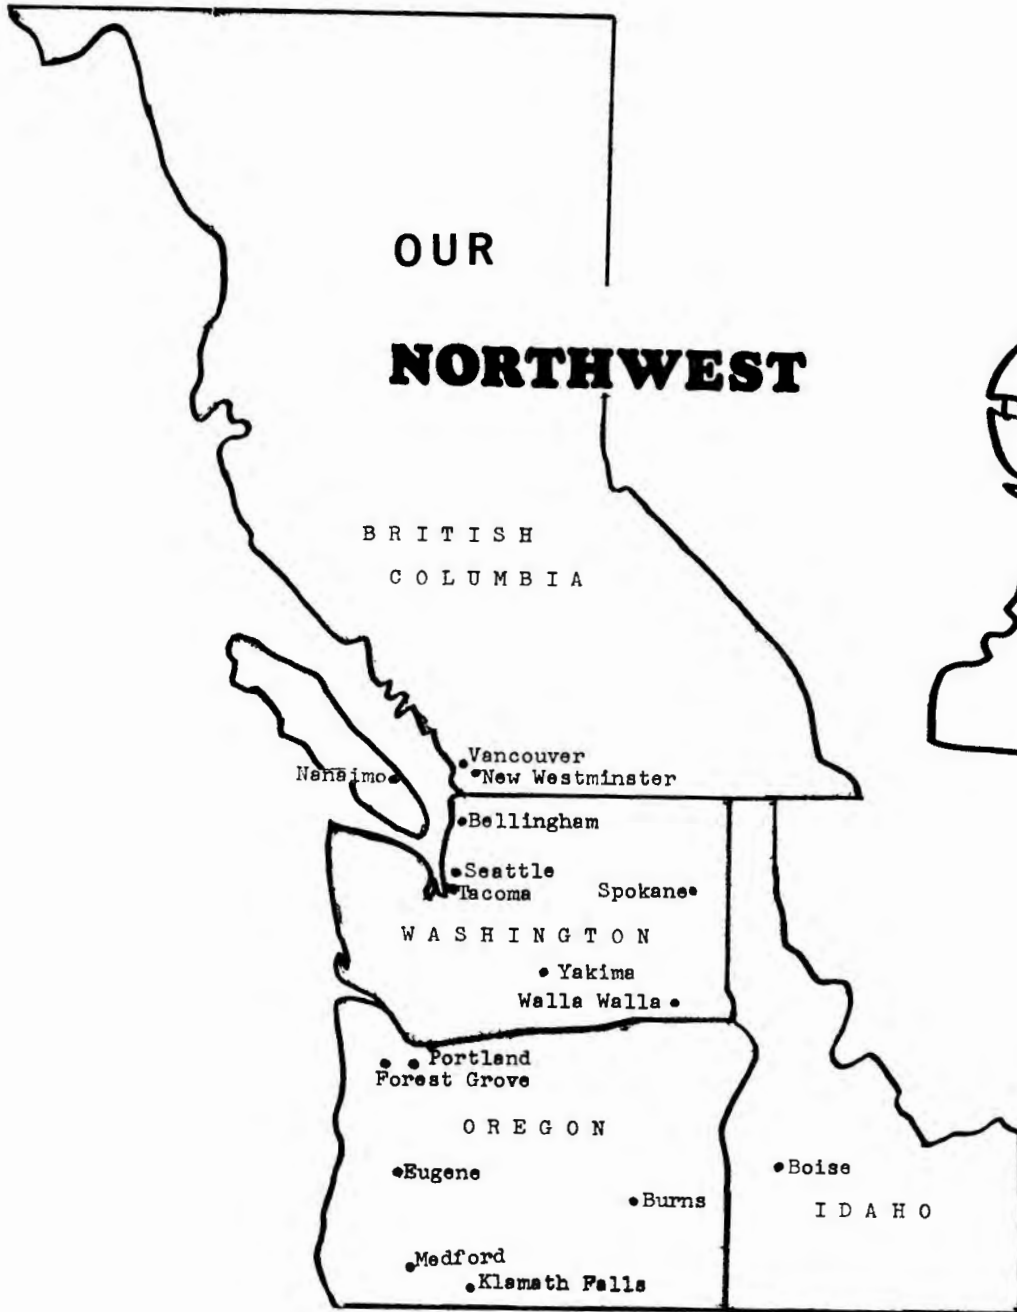 OUR
NORTHWEST
BRITISH
COLUMBIA
Vancouver
Nanaimo
New Westminster
Bellingham
Seattle
Tacoma
Spokane
WASHINGTON
Yakima
Walla Walla
Portland
Forest Grove
OREGON
Eugene
Boise
Burns
IDAHO
Medford
Klamath Falls